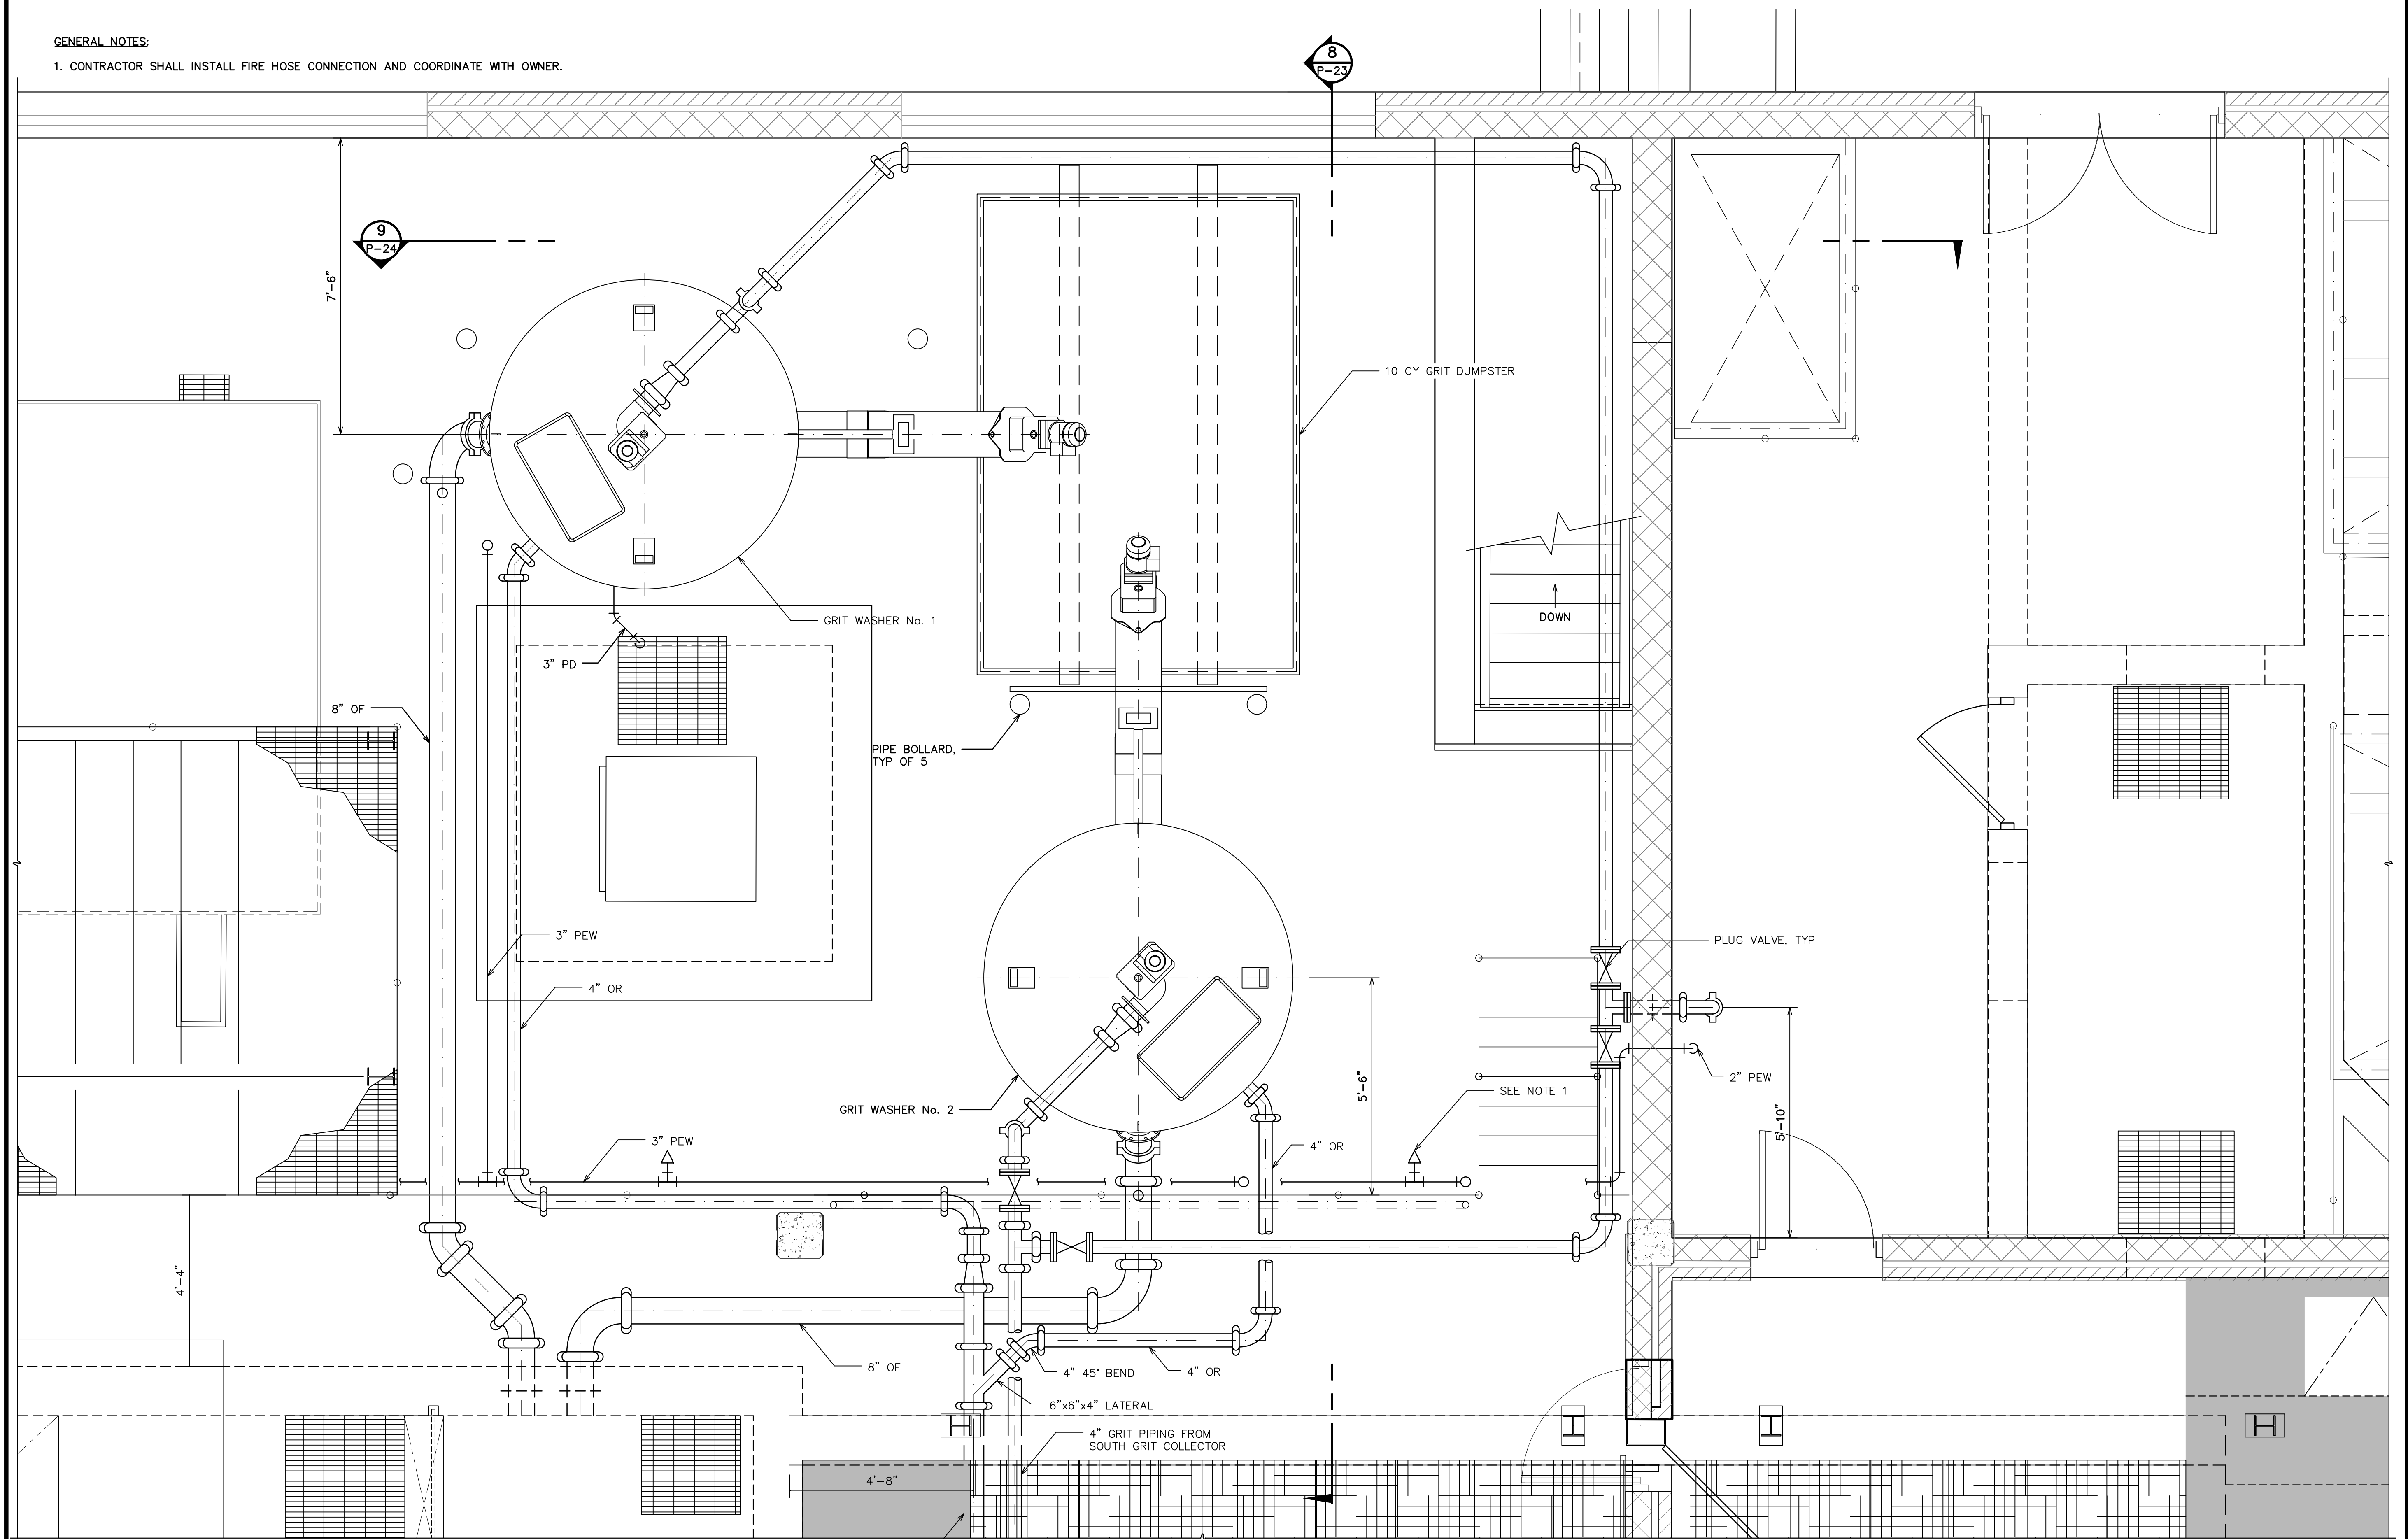 GENERAL NOTES:
1. CONTRACTOR SHALL INSTALL FIRE HOSE CONNECTION AND COORDINATE WITH OWNER.
8
P-23
9
P-24
7'-6"
10 CY GRIT DUMPSTER
DOWN
GRIT WASHER No. 1
3" PD
8" OF
PIPE BOLLARD,
TYP OF 5
3" PEW
PLUG VALVE, TYP
4" OR
2" PEW
SEE NOTE 1
5'-6"
GRIT WASHER No. 2
5'-10"
3" PEW
4" OR
4'-4"
8" OF
4" 45° BEND
4" OR
6"x6"x4" LATERAL
4" GRIT PIPING FROM
SOUTH GRIT COLLECTOR
4'-8"